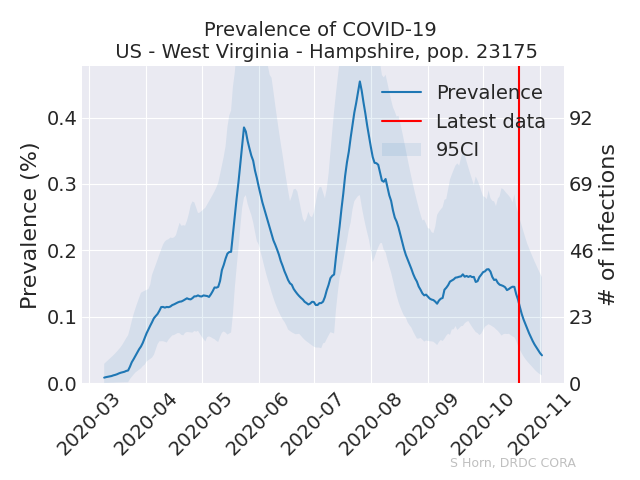 Prevalence of COVID-19
US - West Virginia - Hampshire, pop. 23175
Prevalence
Latest data
95CI
Prevalence (%)
0.4
0.3
0.2
0.1
0.0
92
69
46
23
0
# of infections
2020-03
2020-04
2020-05
2020-06
2020-07
2020-08
2020-09
2020-10
2020-11
S Horn, DRDC CORA